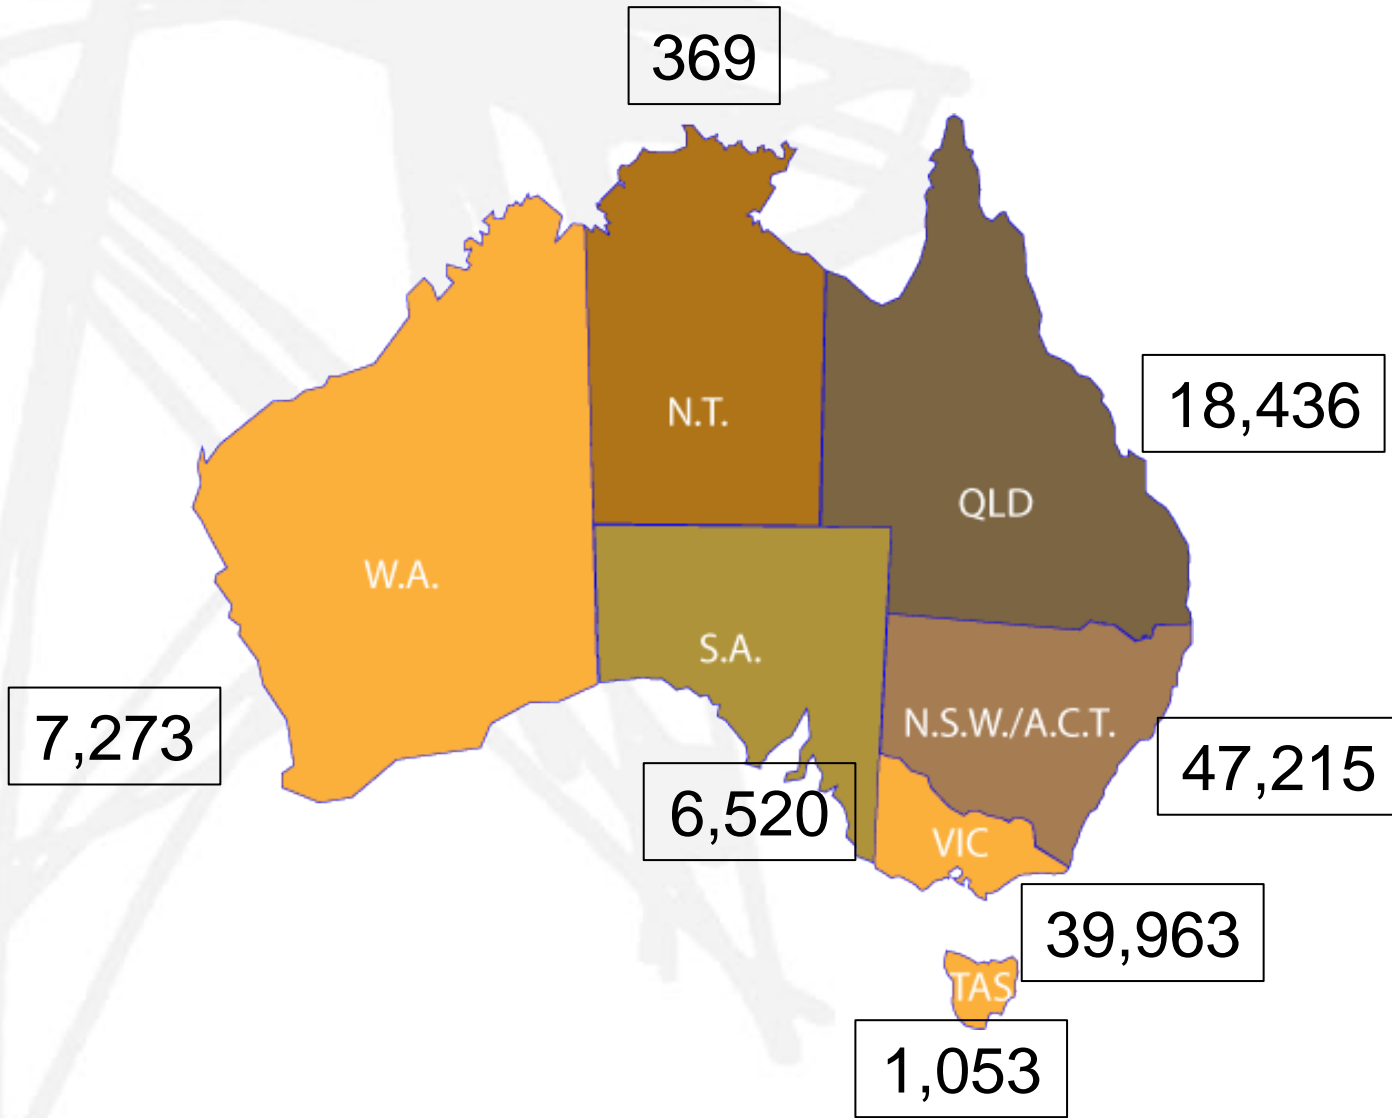 369
18,436
N.T.
QLD
W.A.
S.A.
7,273
N.S.W./A.C.T.
47,215
6,520
VIC
39,963
TAS
1,053